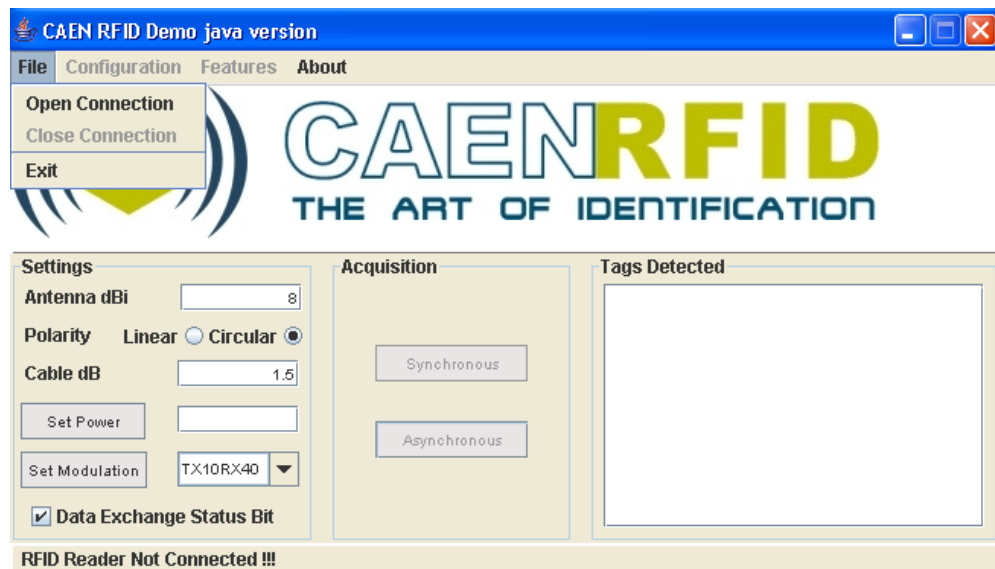 CAEN RFID Demo java version
File Configuration Features About
Open Connection
Close Connection
Exit
CAENRFID
THE ART OF IDENTIFICATION
Settings
Antenna dBi 8
Polarity Linear Circular
Cable dB 1.5
Set Power
Set Modulation TX10RX40
Data Exchange Status Bit
Acquisition
Synchronous
Asynchronous
Tags Detected
RFID Reader Not Connected !!!